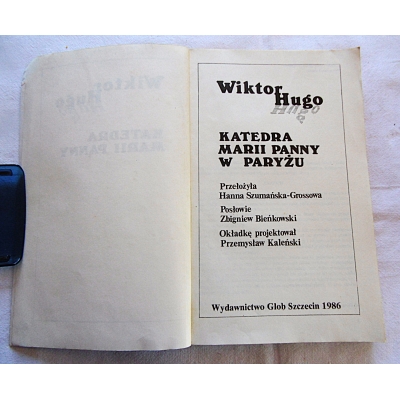 Wiktor
Hugo
KATEDRA
MARII PANNY
W PARYŻU
Przełożyła
Hanna Szumańska-Grossowa
Posłowie
Zbigniew Bieńkowski
Okładkę projektował
Przemysław Kaleński
Wydawnictwo Glob Szczecin 1986